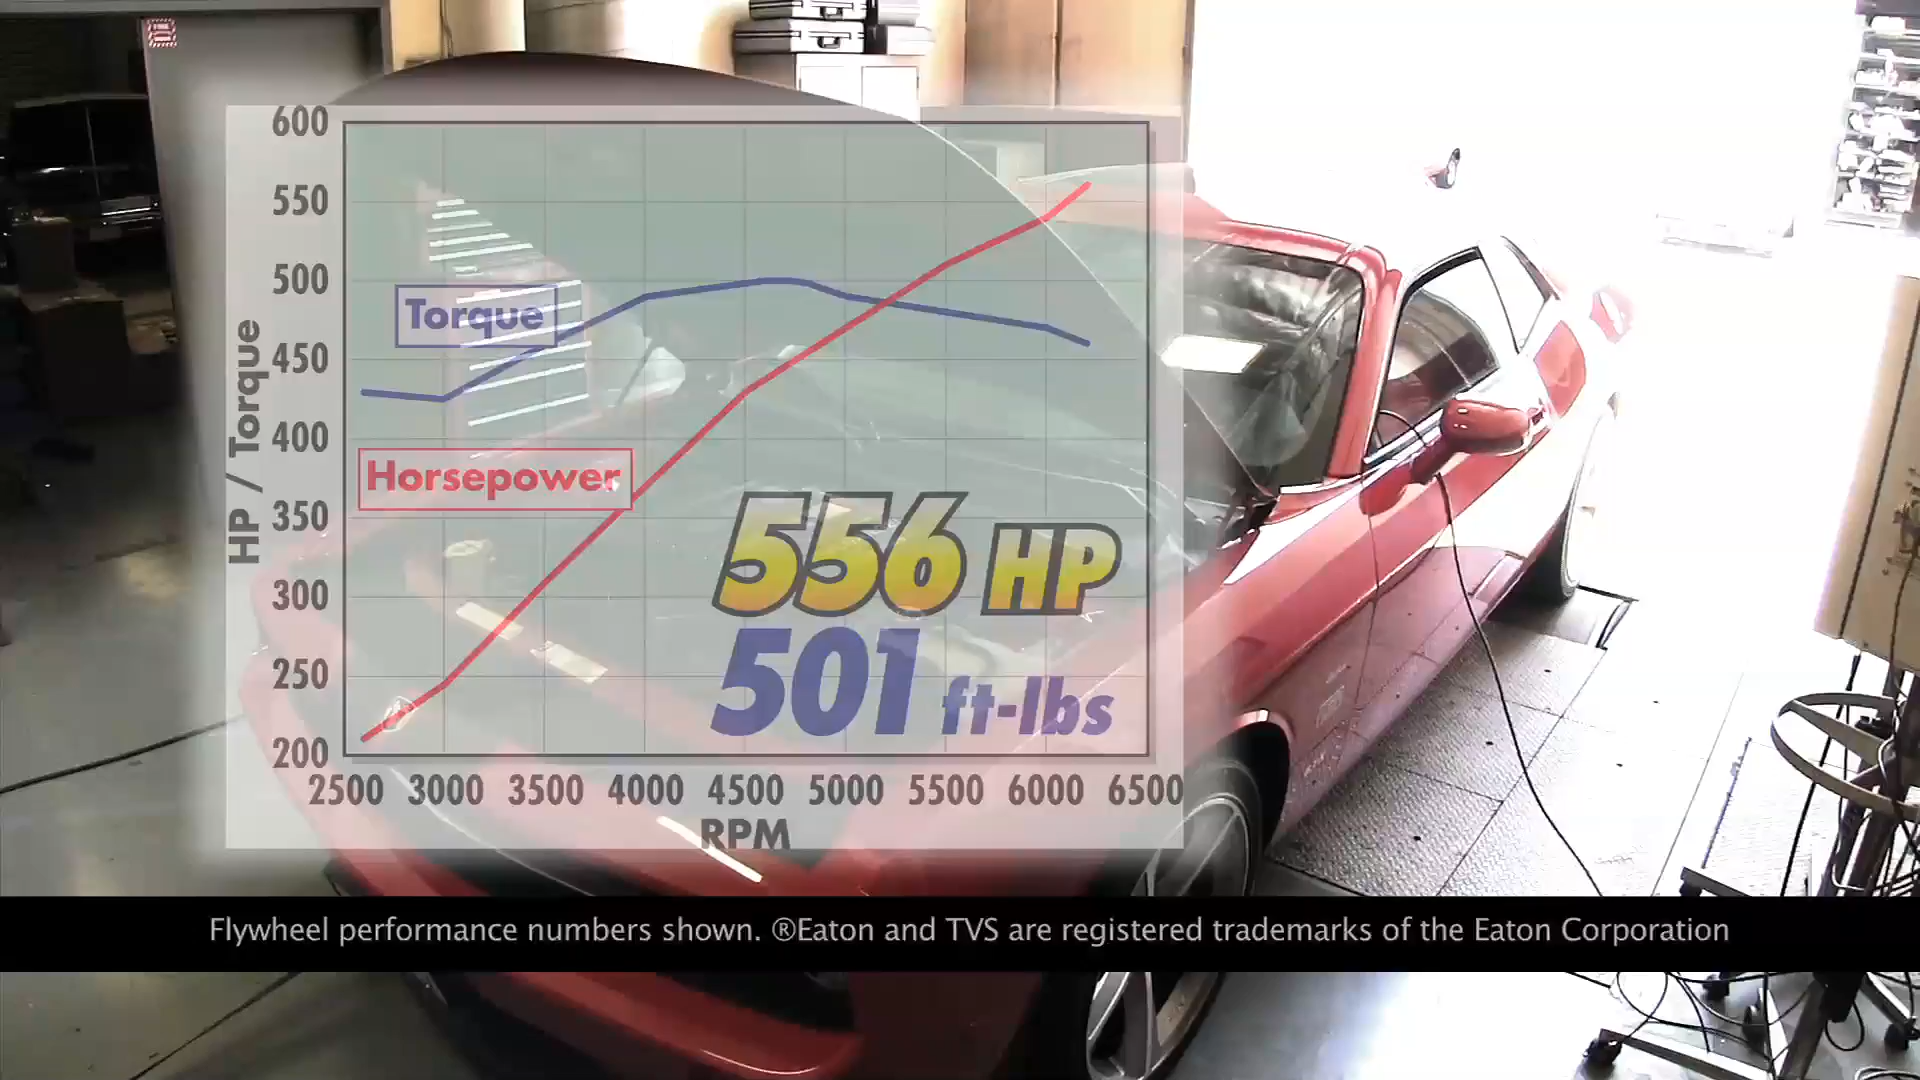 600
550
500
450
400
350
300
250
200
HP / Torque
Torque
Horsepower
556 HP
501 ft-lbs
2500 3000 3500 4000 4500 5000 5500 6000 6500
RPM
Flywheel performance numbers shown. ®Eaton and TVS are registered trademarks of the Eaton Corporation